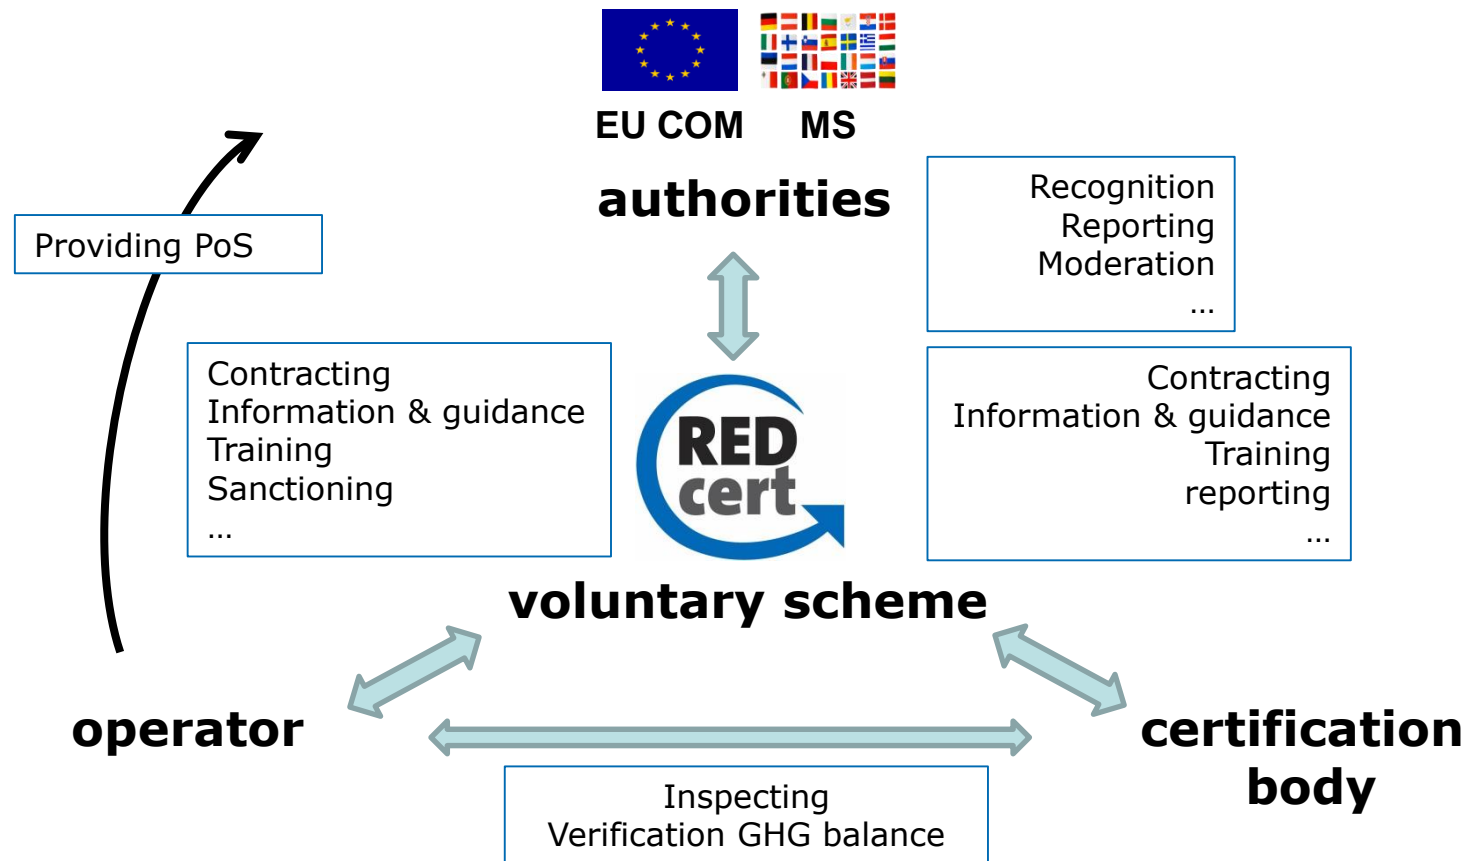 EU COM MS
authorities
Recognition
Reporting
Moderation
...
Providing PoS
Contracting
Information & guidance
Training
Sanctioning
...
RED
cert
Contracting
Information & guidance
Training
reporting
...
voluntary scheme
operator
certification
body
Inspecting
Verification GHG balance